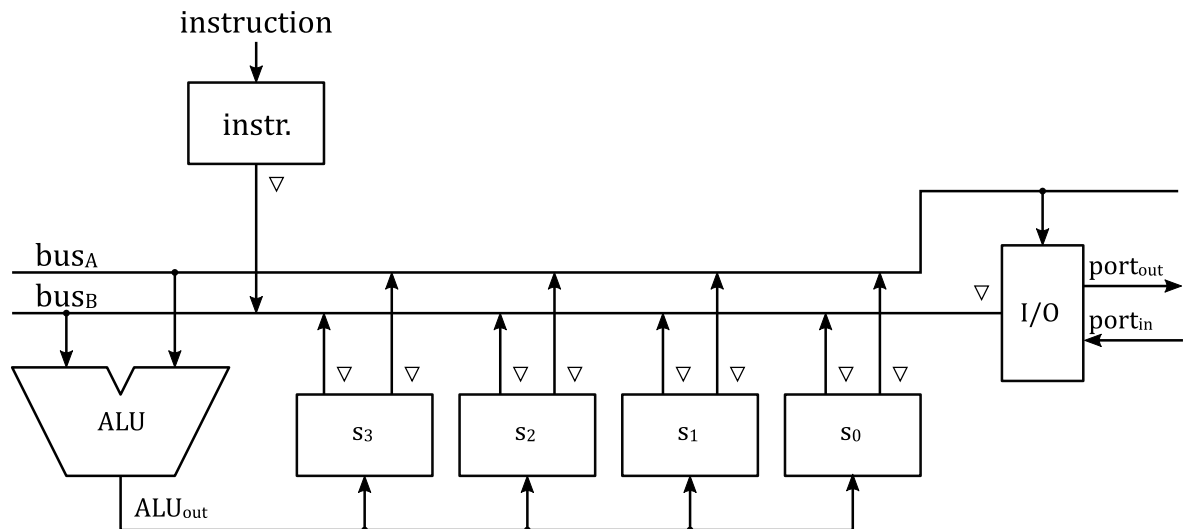 instruction
instr.
busA
busB
I/O
portout
portin
ALU
s3
s2
s1
s0
ALUout